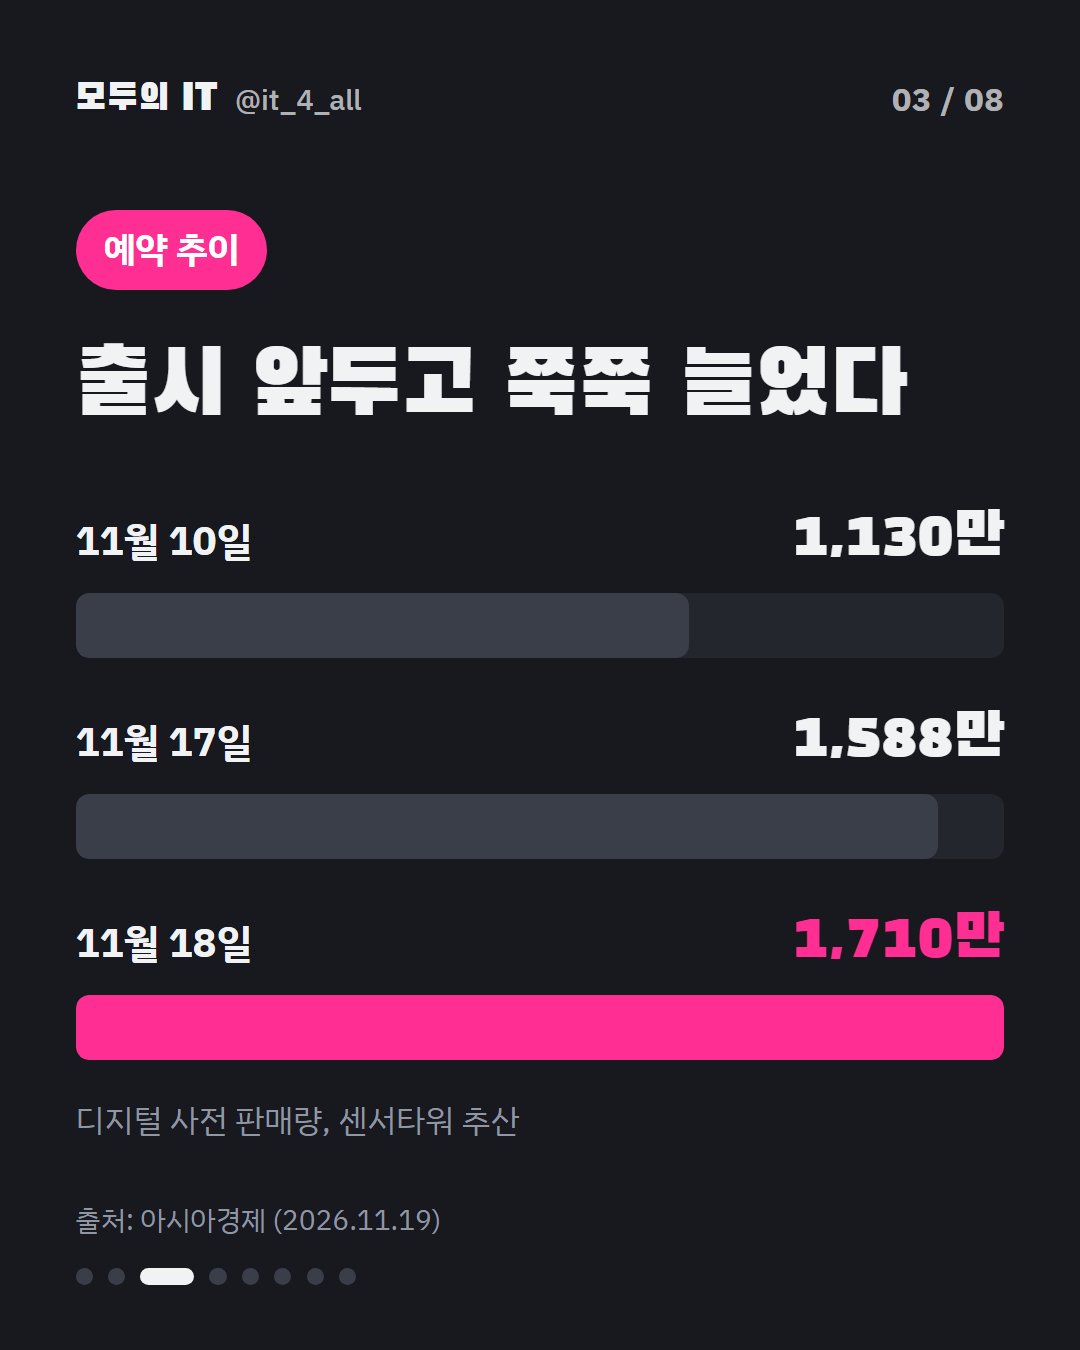 모두의 IT @it_4_all
03 / 08
예약 추이
출시 앞두고 쭉쭉 늘었다
11월 10일 1,130만
11월 17일 1,588만
11월 18일 1,710만
디지털 사전 판매량, 센서타워 추산
출처: 아시아경제 (2026.11.19)